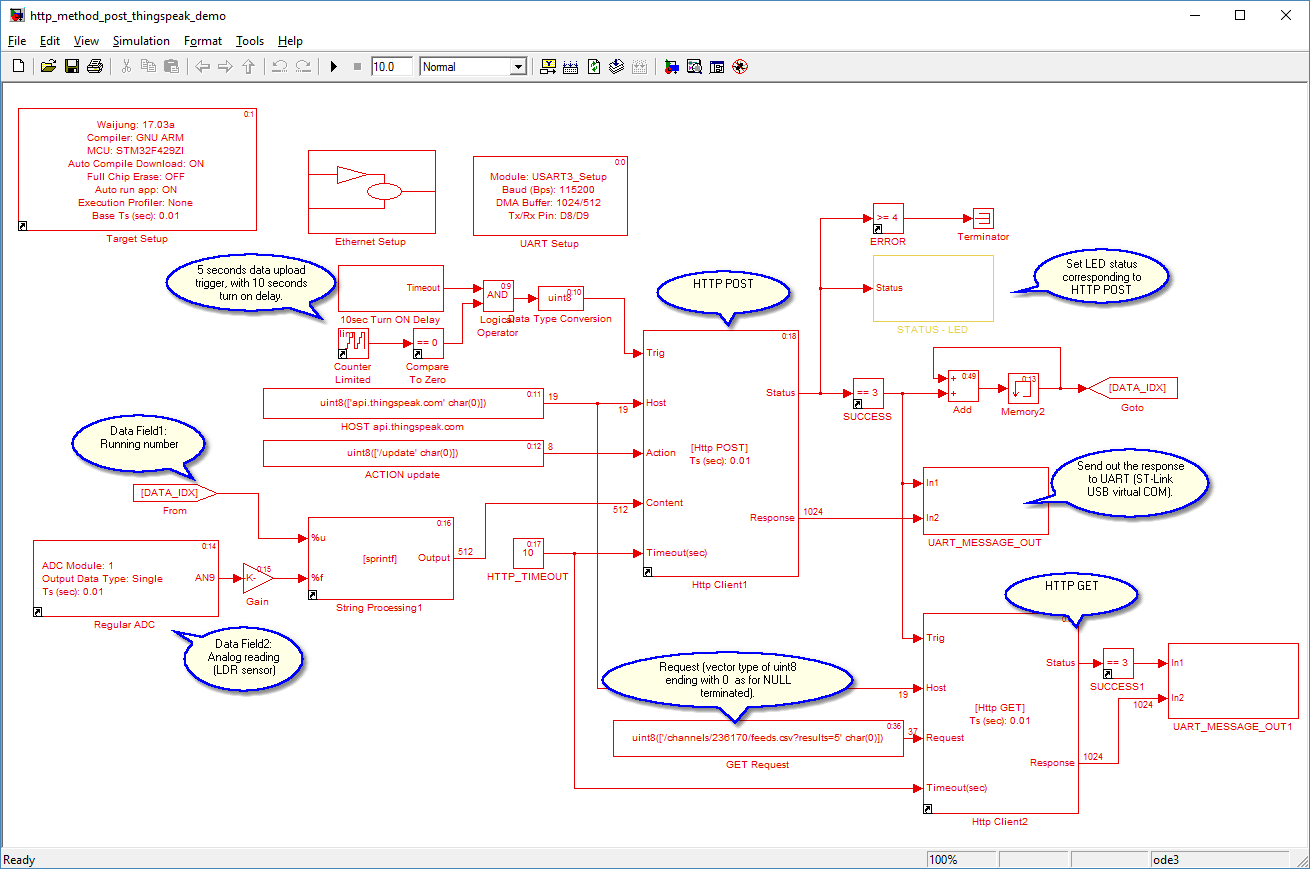 http_method_post_thingspeak_demo
File Edit View Simulation Format Tools Help
10.0 Normal
0:1
Waijung: 17.03a
Compiler: GNU ARM
MCU: STM32F429ZI
Auto Compile Download: ON
Full Chip Erase: OFF
Auto run app: ON
Execution Profiler: None
Base Ts (sec): 0.01
Target Setup
Ethernet Setup
0:0
Module: USART3_Setup
Baud (Bps): 115200
DMA Buffer: 1024/512
Tx/Rx Pin: D8/D9
UART Setup
>= 4
ERROR
Terminator
5 seconds data upload
trigger, with 10 seconds
turn on delay.
Timeout
10sec Turn ON Delay
0:9
AND
Logical
Operator
0:10
uint8
Data Type Conversion
HTTP POST
Status
STATUS - LED
Set LED status
corresponding to
HTTP POST
lim
Counter
Limited
== 0
Compare
To Zero
0:18
Trig
Host
Action
Content
Timeout(sec)
[Http POST]
Ts (sec): 0.01
Status
Response
Http Client1
0:11
uint8(['api.thingspeak.com' char(0)])
19
19
HOST api.thingspeak.com
0:12
uint8(['/update' char(0)])
8
ACTION update
== 3
SUCCESS
0:49
+
+
Add
0:13
Memory2
[DATA_IDX]
Goto
Data Field1:
Running number
[DATA_IDX]
From
0:14
ADC Module: 1
Output Data Type: Single
Ts (sec): 0.01
AN9
Regular ADC
0:15
-K-
Gain
0:16
%u
%f
[sprintf]
Output
512
512
String Processing1
0:17
10
HTTP_TIMEOUT
1024
In1
In2
UART_MESSAGE_OUT
Send out the response
to UART (ST-Link
USB virtual COM).
Data Field2:
Analog reading
(LDR sensor)
HTTP GET
Request (vector type of uint8
ending with 0 as for NULL
terminated).
0:36
uint8(['/channels/236170/feeds.csv?results=5' char(0)])
37
GET Request
19
Trig
Host
Request
Timeout(sec)
[Http GET]
Ts (sec): 0.01
Status
Response
Http Client2
1024
== 3
SUCCESS1
1024
In1
In2
UART_MESSAGE_OUT1
Ready
100%
ode3